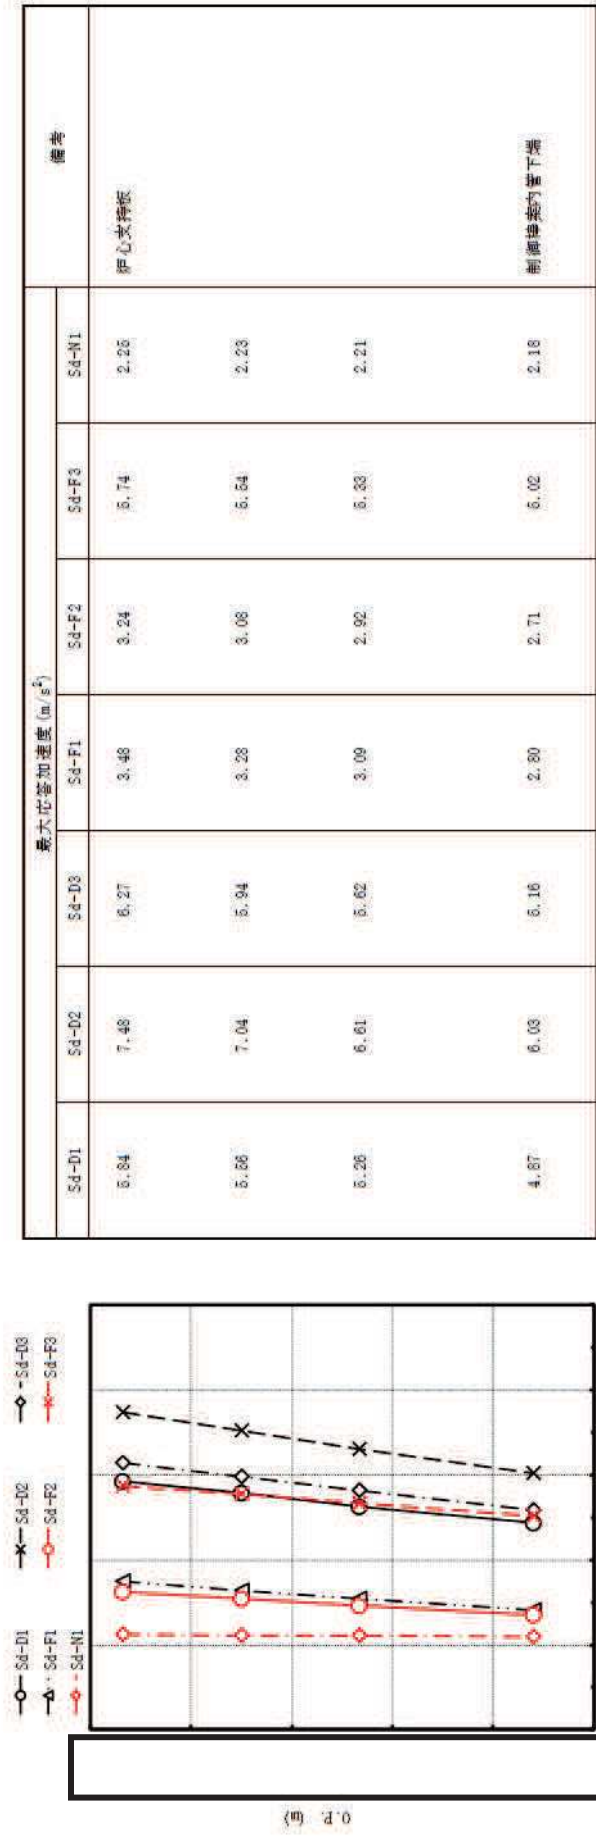 O.P. (m)
Sd-D1 Sd-D2 Sd-D3
Sd-F1 Sd-F2 Sd-F3
Sd-N1
最大応答加速度(m/s²) 備考
Sd-D1 Sd-D2 Sd-D3 Sd-F1 Sd-F2 Sd-F3 Sd-N1
5.84 7.48 6.27 3.48 3.24 5.74 2.25 炉心支持板
5.56 7.04 5.94 3.28 3.08 5.54 2.23
5.26 6.61 5.62 3.09 2.92 5.33 2.21
4.87 6.03 5.16 2.80 2.71 5.02 2.18 制御棒案内管下端